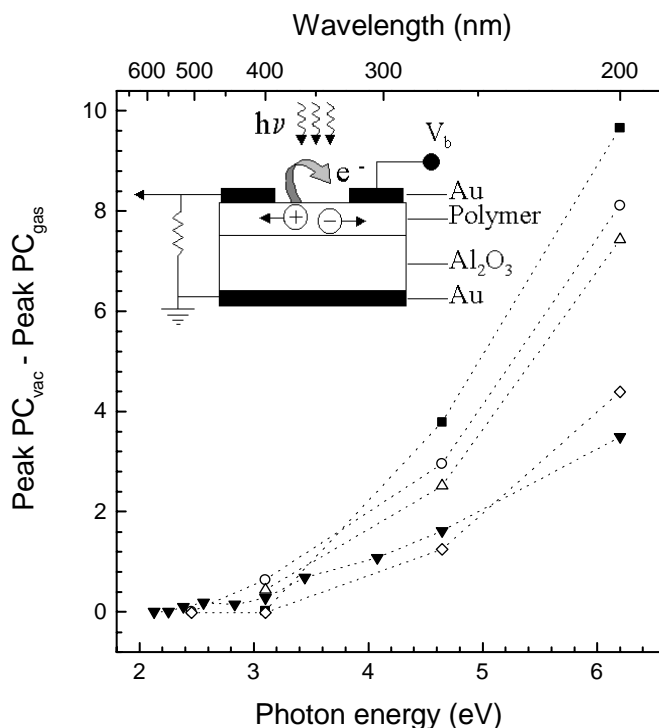 Wavelength (nm)
600 500 400 300 200
10
8
6
4
2
0
Peak PC_vac - Peak PC_gas
hν
e -
V_b
Au
Polymer
+ −
Al₂O₃
Au
2 3 4 5 6
Photon energy (eV)